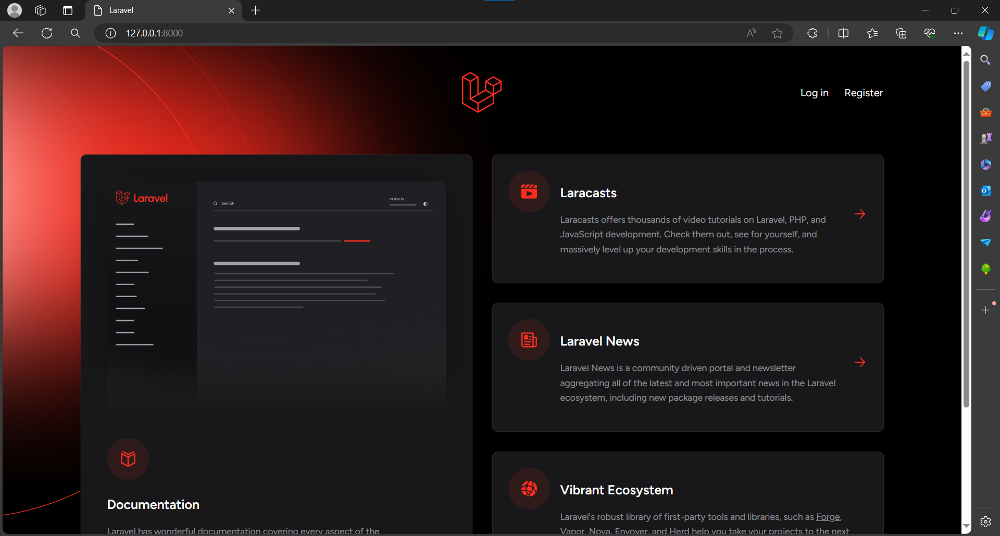 Laravel
127.0.0.1:8000
Log in Register
Laravel
Search
VERSION
Documentation
Laravel has wonderful documentation covering every aspect of the
Laracasts
Laracasts offers thousands of video tutorials on Laravel, PHP, and
JavaScript development. Check them out, see for yourself, and
massively level up your development skills in the process.
Laravel News
Laravel News is a community driven portal and newsletter
aggregating all of the latest and most important news in the Laravel
ecosystem, including new package releases and tutorials.
Vibrant Ecosystem
Laravel's robust library of first-party tools and libraries, such as Forge,
Vapor, Nova, Envoyer, and Herd help you take your projects to the next